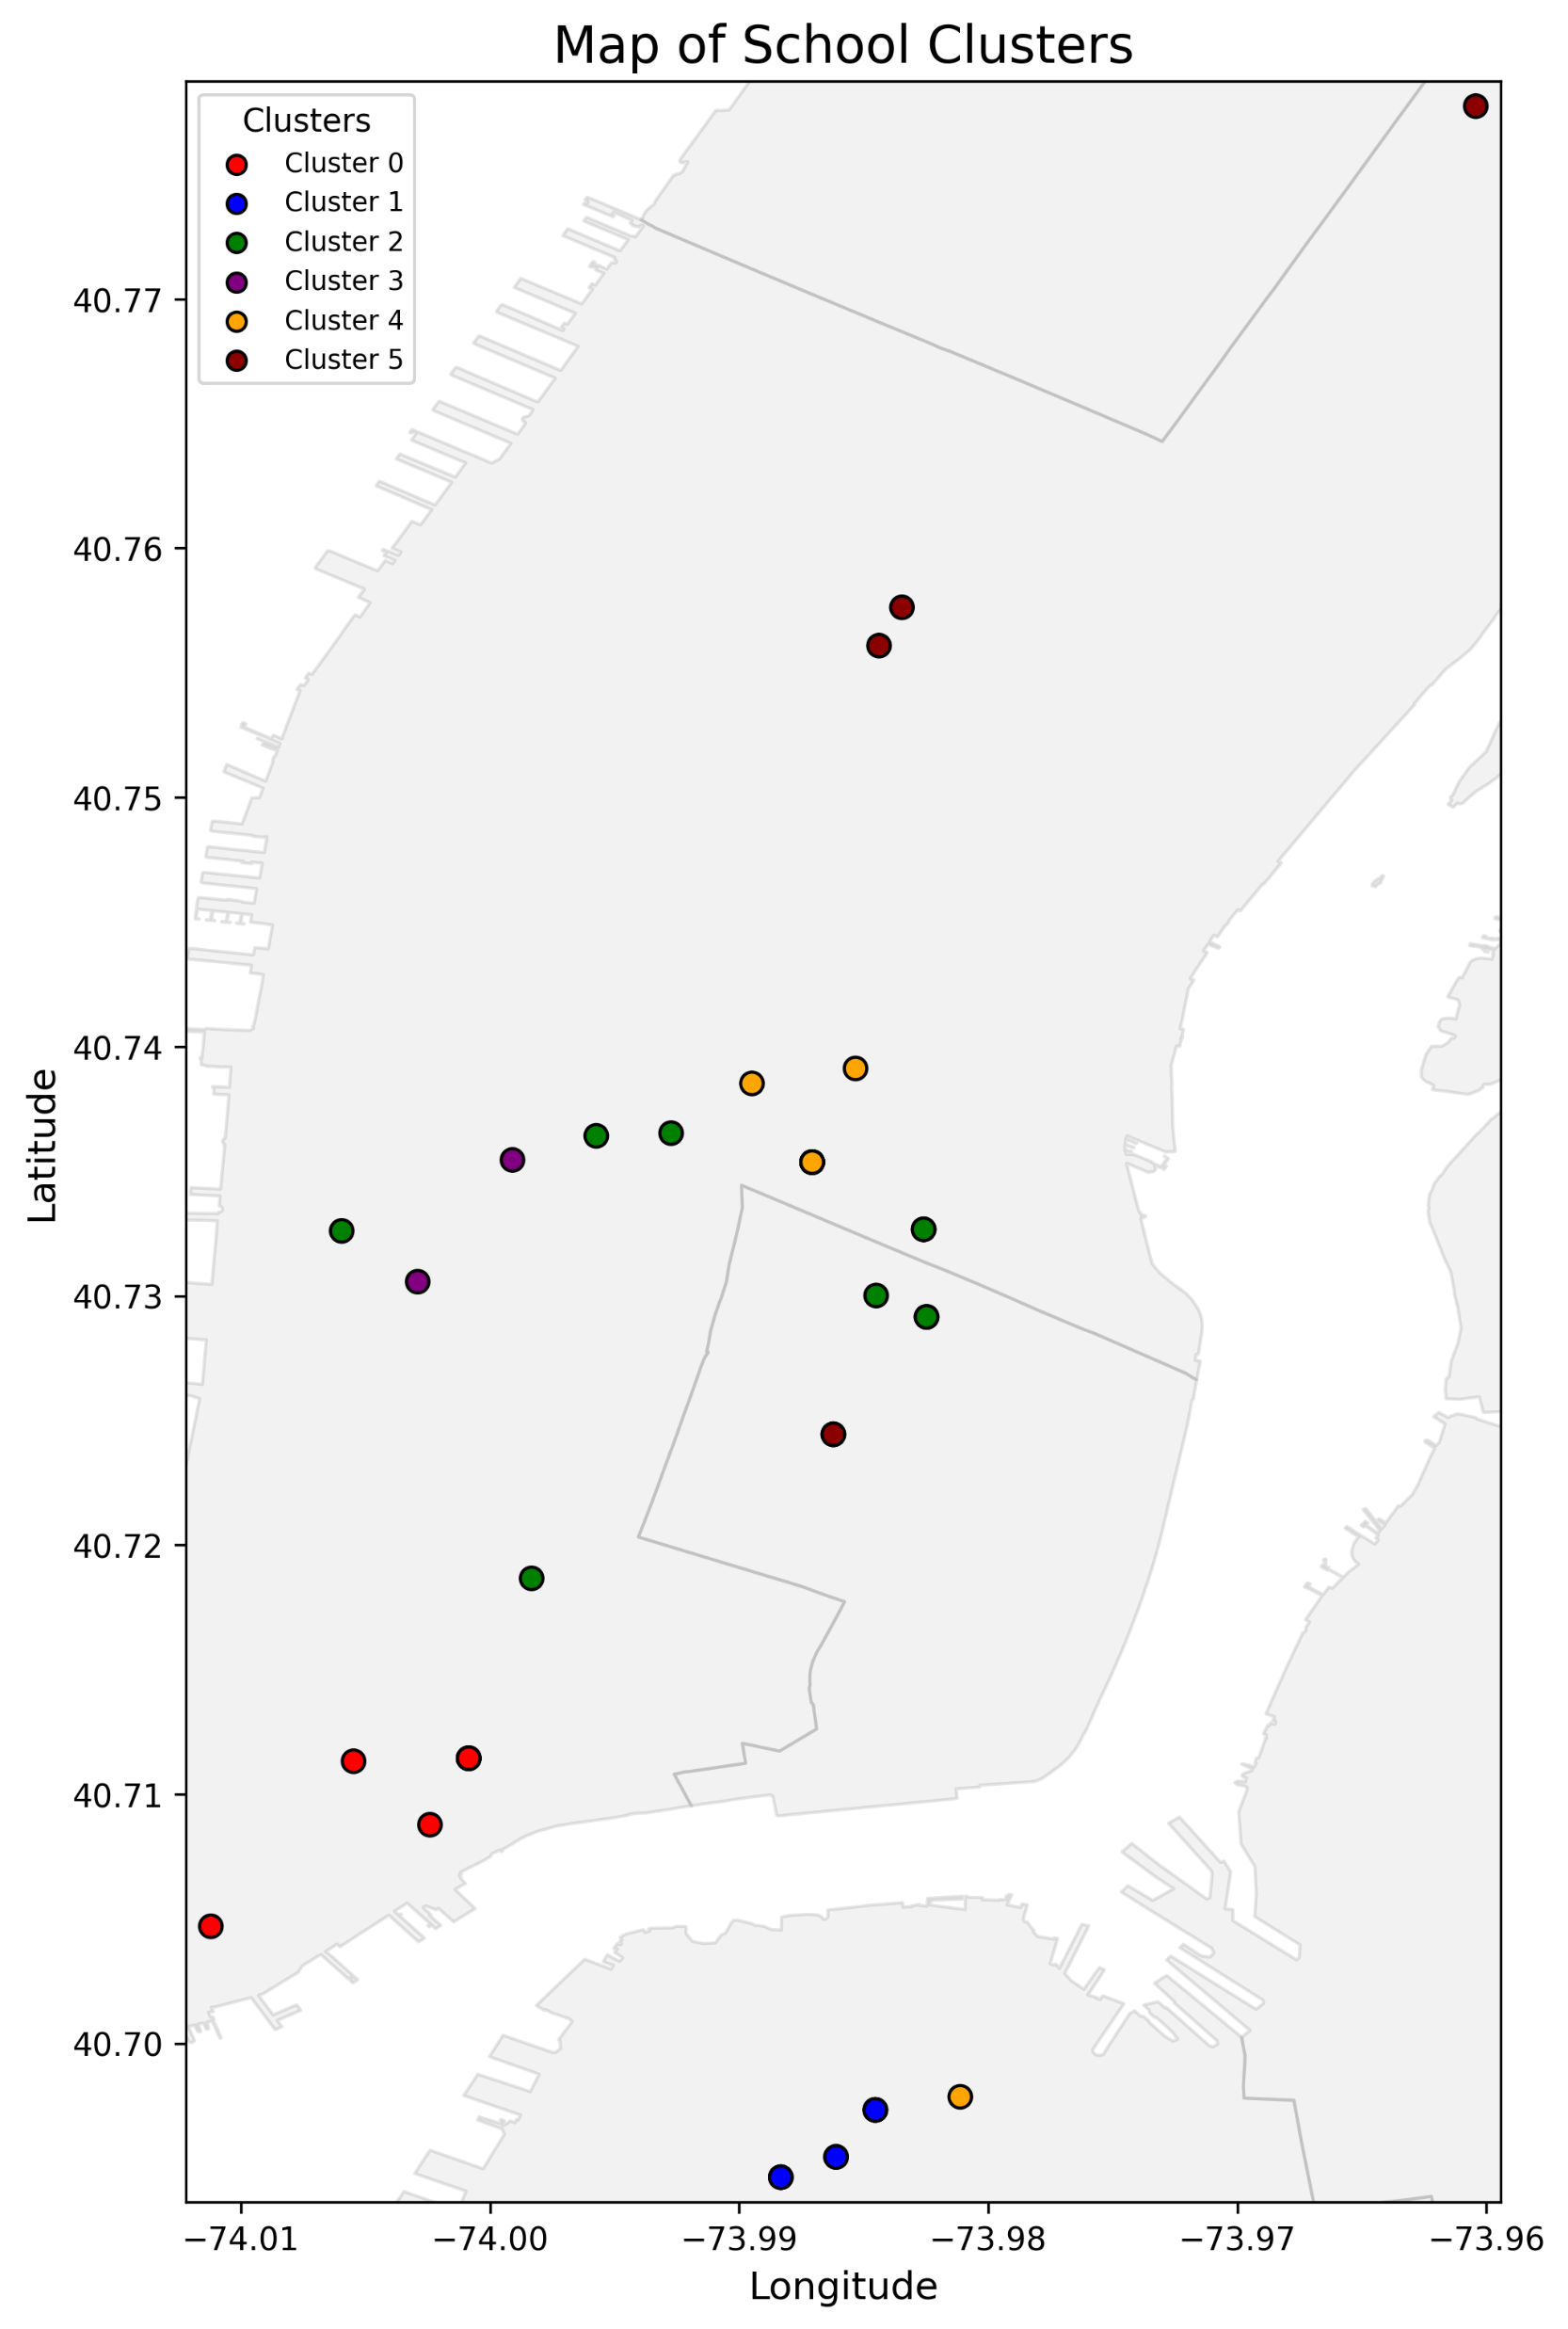 Map of School Clusters
Clusters
Cluster 0
Cluster 1
Cluster 2
Cluster 3
Cluster 4
Cluster 5
40.77
40.76
40.75
40.74
40.73
40.72
40.71
40.70
Latitude
−74.01 −74.00 −73.99 −73.98 −73.97 −73.96
Longitude